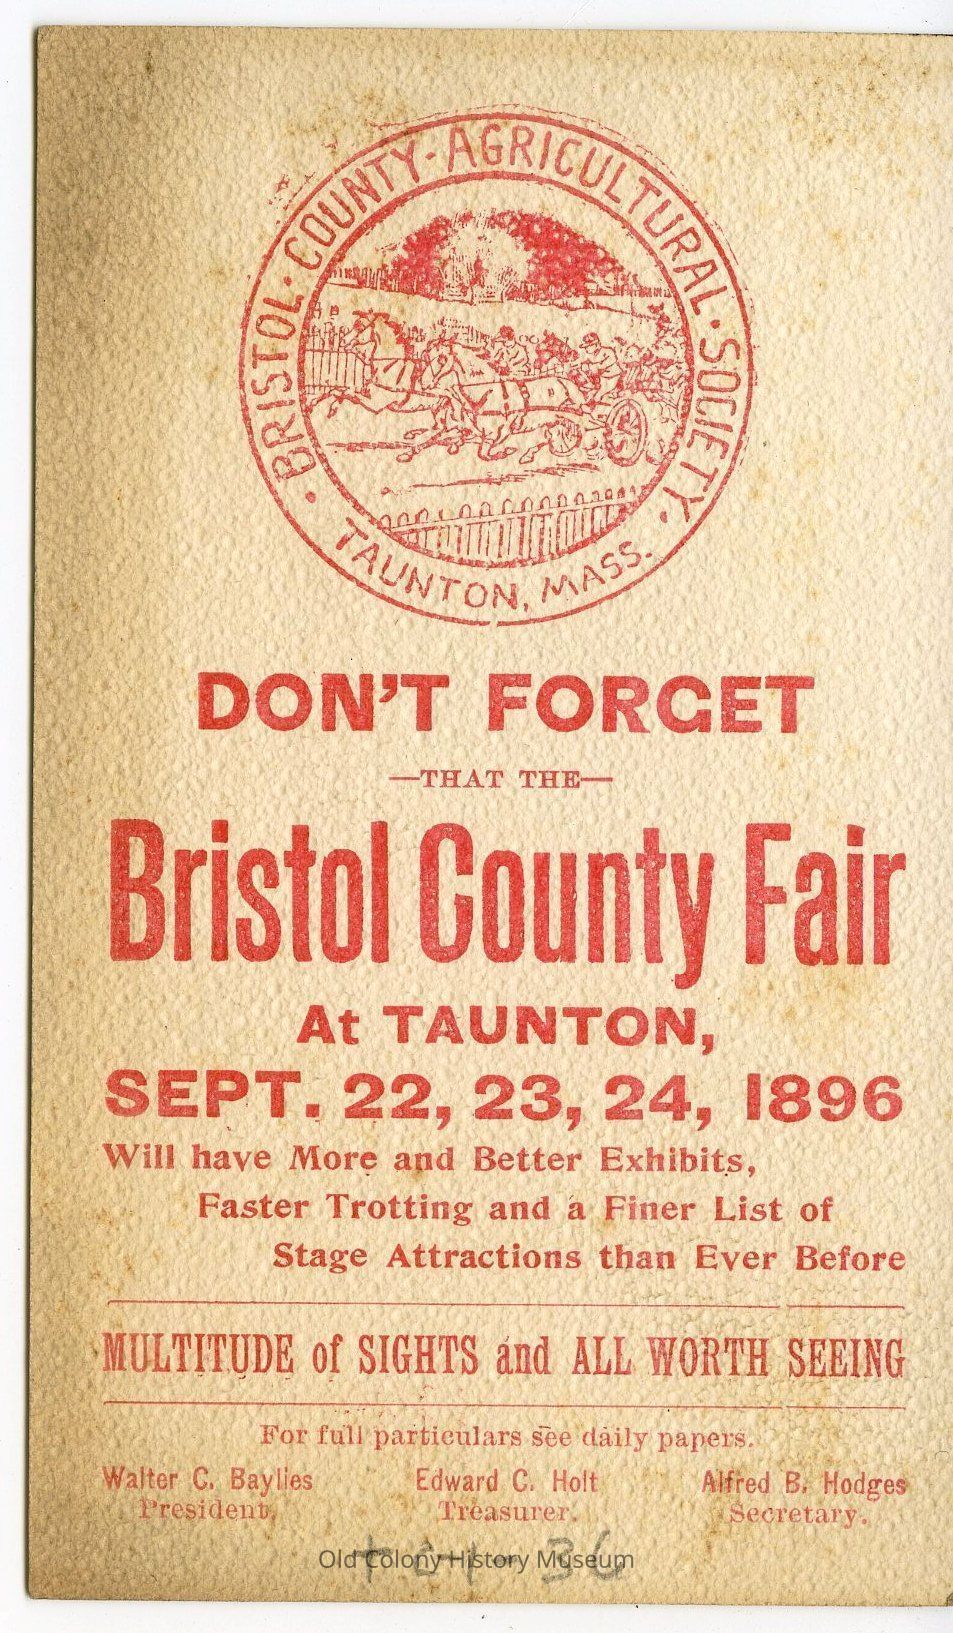 BRISTOL · COUNTY · AGRICULTURAL · SOCIETY ·
TAUNTON, MASS.
DON'T FORGET
—THAT THE—
Bristol County Fair
At TAUNTON,
SEPT. 22, 23, 24, 1896
Will have More and Better Exhibits,
Faster Trotting and a Finer List of
Stage Attractions than Ever Before
MULTITUDE of SIGHTS and ALL WORTH SEEING
For full particulars see daily papers.
Walter C. Baylies Edward C. Holt Alfred B. Hodges
President. Treasurer. Secretary.
Old Colony History Museum